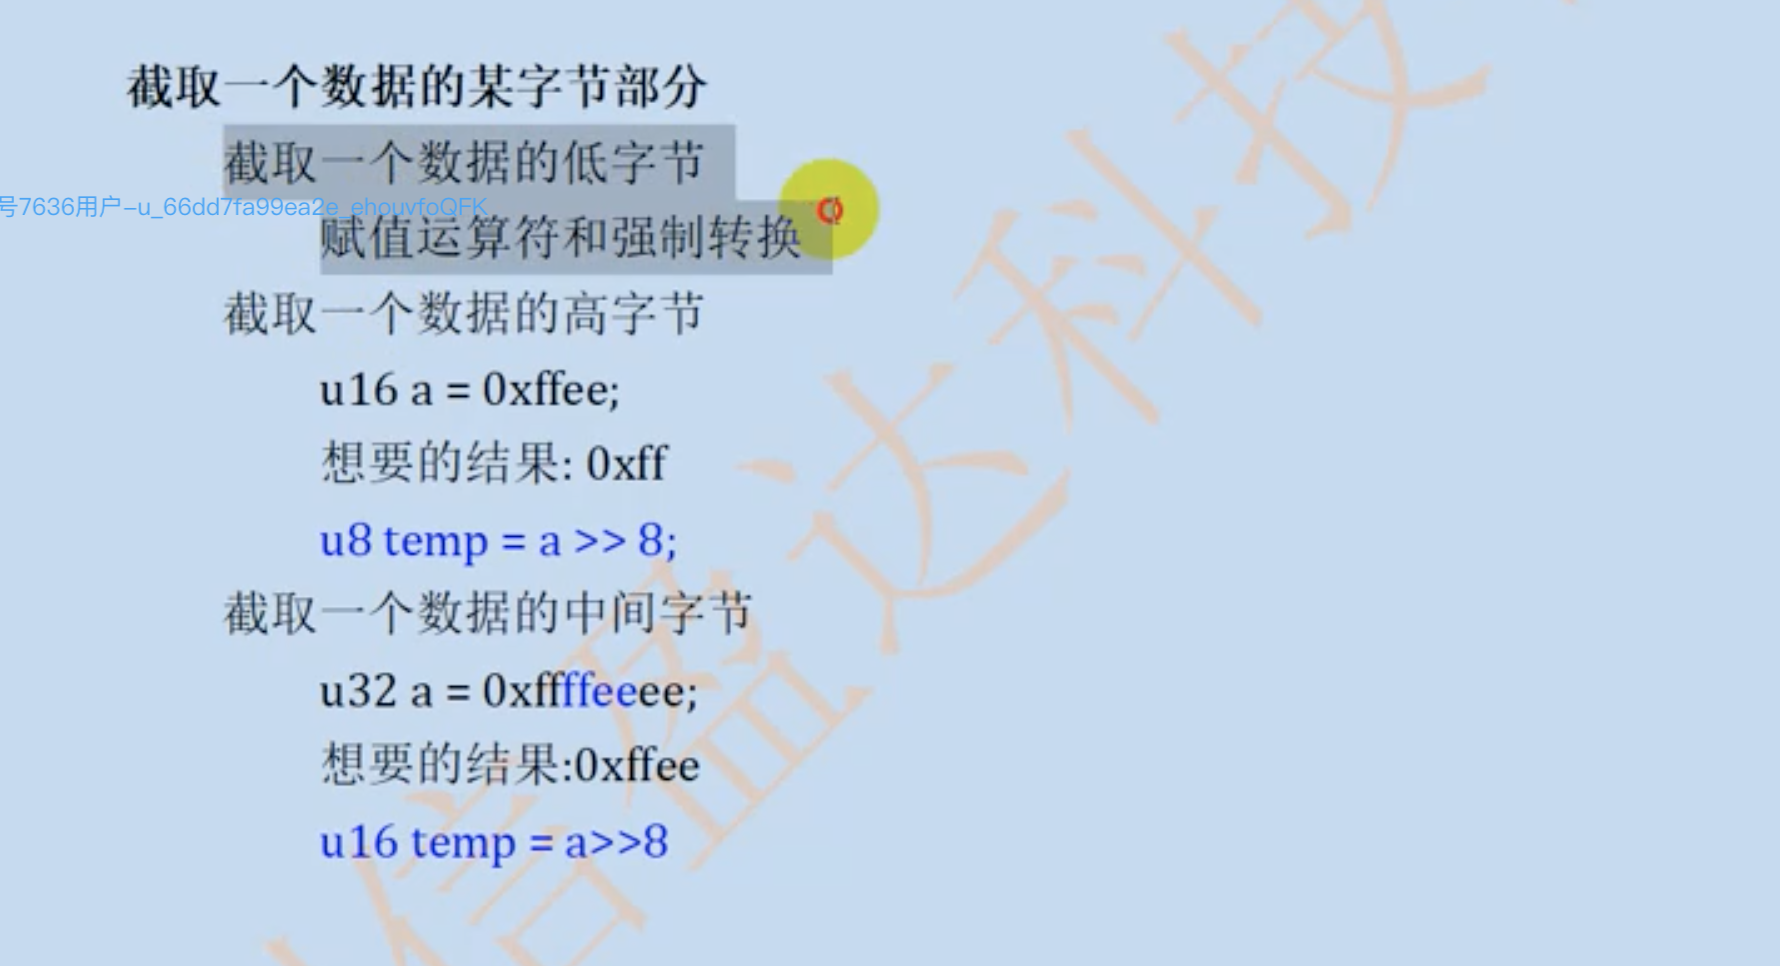 截取一个数据的某字节部分
截取一个数据的低字节
号7636用户-u_66dd7fa99ea2e_ehouvfoQFK
赋值运算符和强制转换
截取一个数据的高字节
u16 a = 0xffee;
想要的结果: 0xff
u8 temp = a >> 8;
截取一个数据的中间字节
u32 a = 0xffffeeee;
想要的结果:0xffee
u16 temp = a>>8
信盈达科技